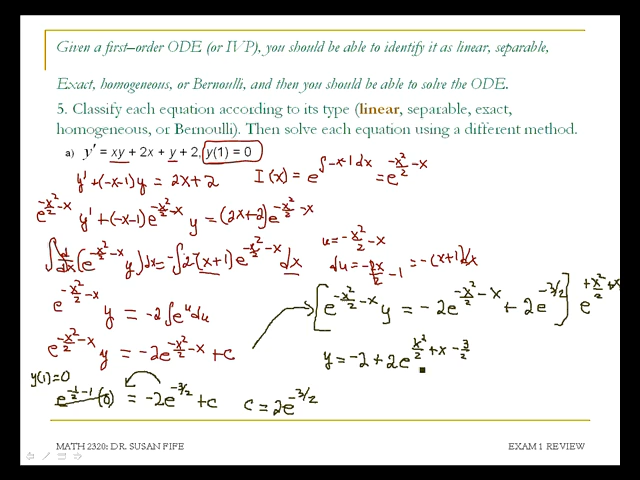 Given a first–order ODE (or IVP), you should be able to identify it as linear, separable,
Exact, homogeneous, or Bernoulli, and then you should be able to solve the ODE.
5. Classify each equation according to its type (linear, separable, exact,
homogeneous, or Bernoulli). Then solve each equation using a different method.
a) y' = xy + 2x + y + 2, y(1) = 0
y' + (-x-1)y = 2x+2
I(x) = e^{∫-x-1 dx} = e^{-x²/2 - x}
e^{-x²/2 - x} y' + (-x-1)e^{-x²/2 - x} y = (2x+2)e^{-x²/2 - x}
∫ d/dx (e^{-x²/2 - x} y) dx = -∫ 2-(x+1)e^{-x²/2 - x} dx
u = -x²/2 - x
du = -2x/2 - 1 = -(x+1)dx
e^{-x²/2 - x} y = -2∫e^u du
e^{-x²/2 - x} y = -2e^{-x²/2 - x} + c
[e^{-x²/2 - x} y = -2e^{-x²/2 - x} + 2e^{-3/2}] e^{+x²/2 + x}
y = -2 + 2e^{x²/2 + x - 3/2}
y(1)=0
e^{-1/2 - 1}(0) = -2e^{-3/2} + c
c = 2e^{-3/2}
MATH 2320: DR. SUSAN FIFE
EXAM 1 REVIEW